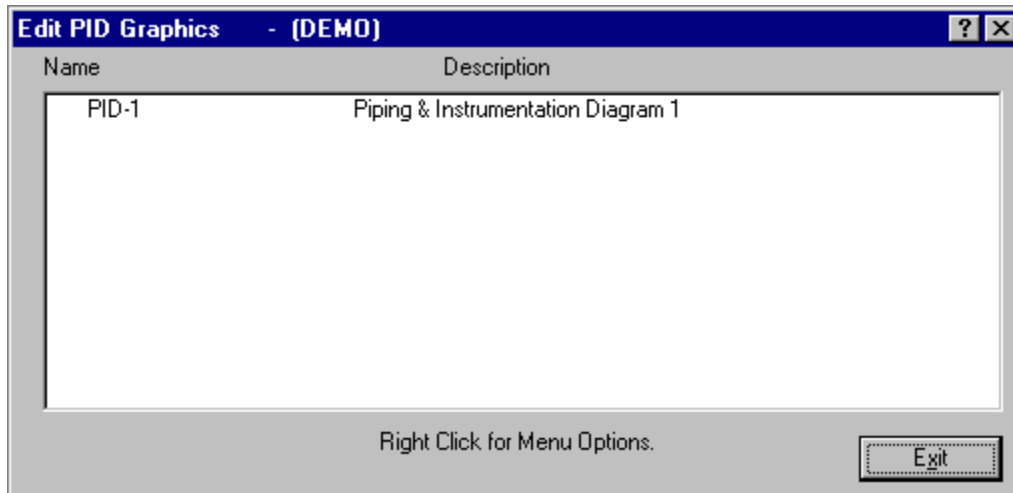 Edit PID Graphics - (DEMO)
Name Description
PID-1 Piping & Instrumentation Diagram 1
Right Click for Menu Options.
Exit